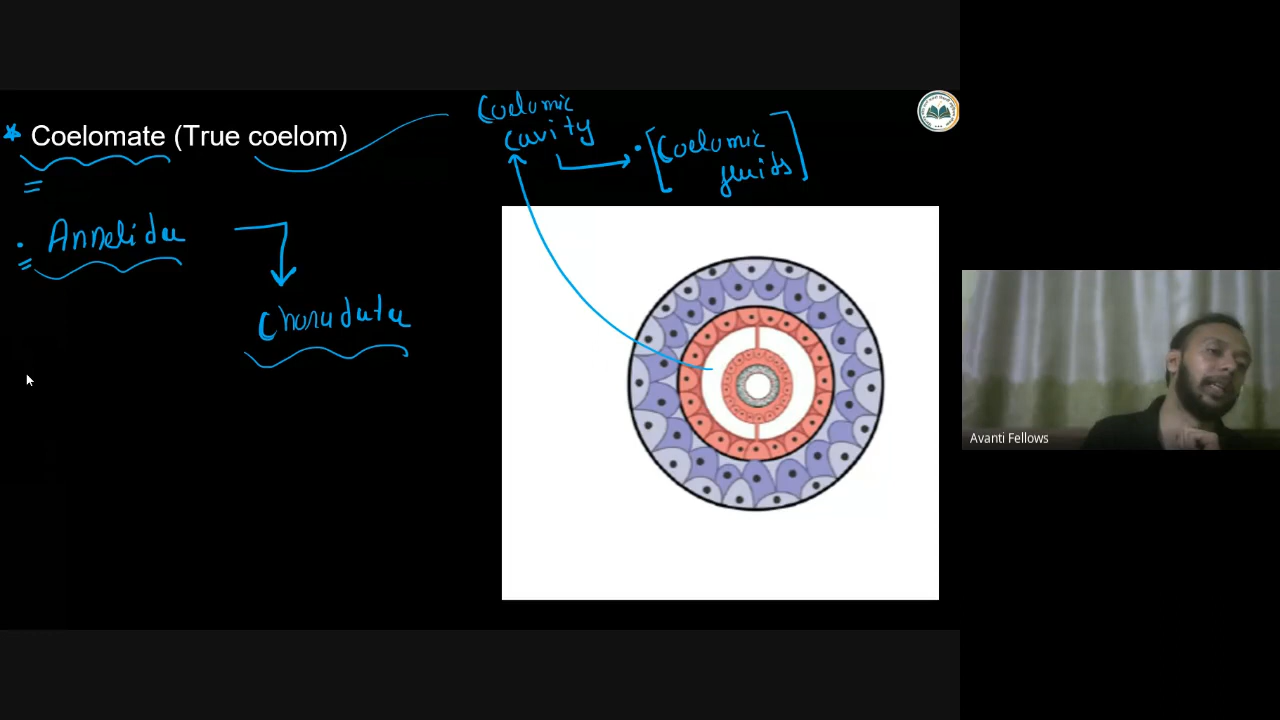 Coelomic
cavity
* Coelomate (True coelom)
• [Coelomic
fluids]
• Annelida
Chordata
Avanti Fellows